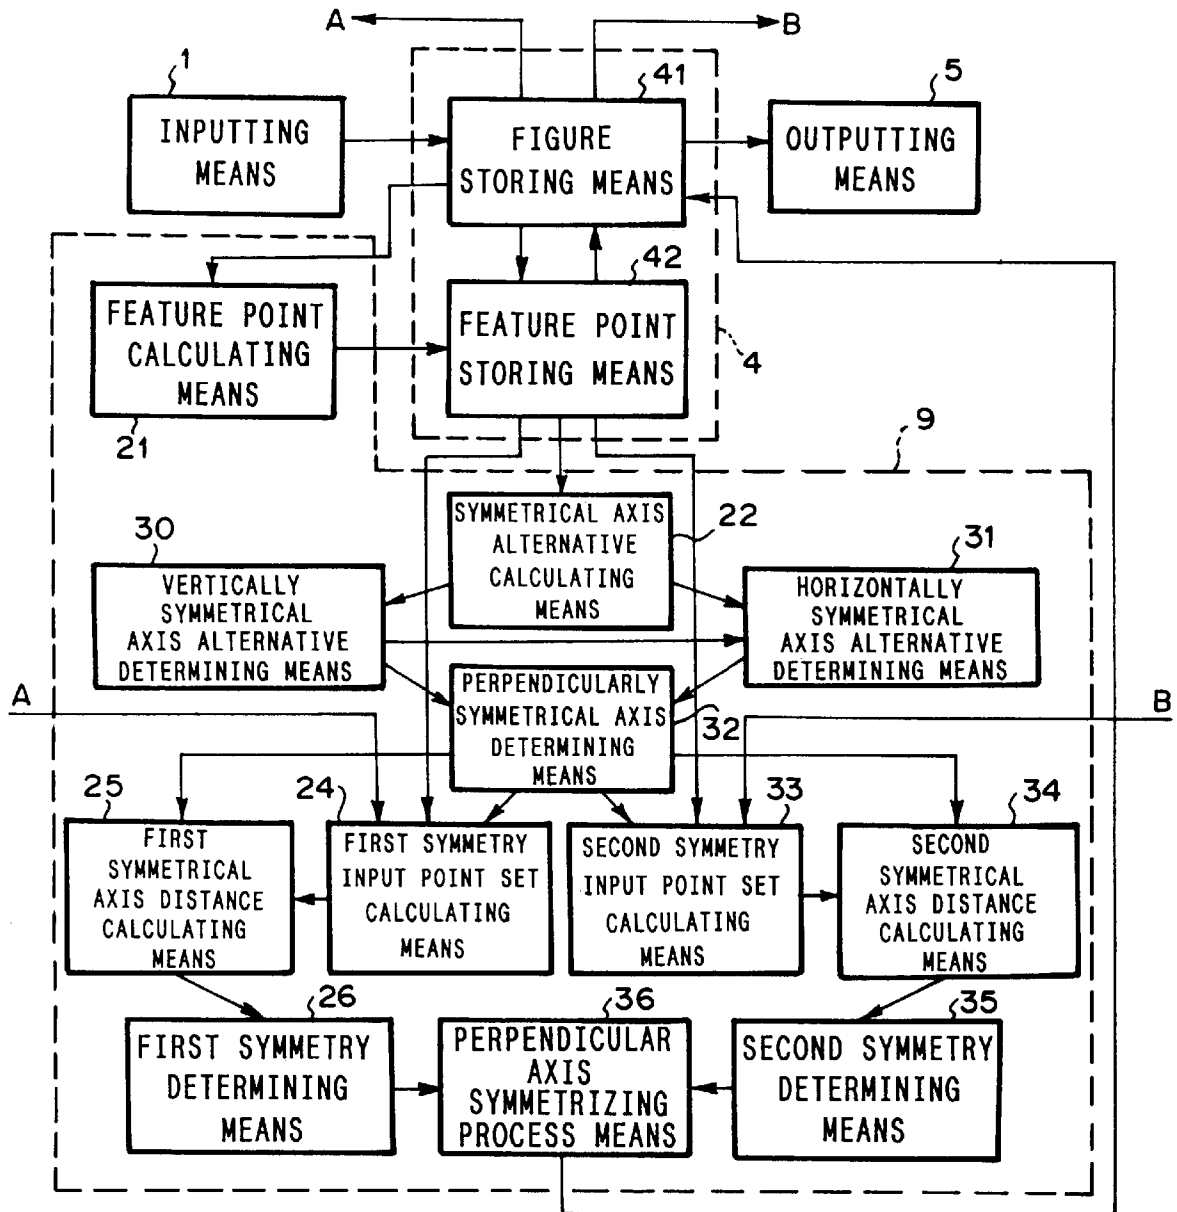 A
B
1
INPUTTING
MEANS
41
FIGURE
STORING MEANS
5
OUTPUTTING
MEANS
42
FEATURE POINT
CALCULATING
MEANS
21
FEATURE POINT
STORING MEANS
4
9
SYMMETRICAL AXIS
ALTERNATIVE
CALCULATING
MEANS
22
30
VERTICALLY
SYMMETRICAL
AXIS ALTERNATIVE
DETERMINING MEANS
31
HORIZONTALLY
SYMMETRICAL
AXIS ALTERNATIVE
DETERMINING MEANS
A
PERPENDICULARLY
SYMMETRICAL AXIS
DETERMINING
MEANS
32
B
25
FIRST
SYMMETRICAL
AXIS DISTANCE
CALCULATING
MEANS
24
FIRST SYMMETRY
INPUT POINT SET
CALCULATING
MEANS
33
SECOND SYMMETRY
INPUT POINT SET
CALCULATING
MEANS
34
SECOND
SYMMETRICAL
AXIS DISTANCE
CALCULATING
MEANS
26
FIRST SYMMETRY
DETERMINING
MEANS
36
PERPENDICULAR
AXIS
SYMMETRIZING
PROCESS MEANS
35
SECOND SYMMETRY
DETERMINING
MEANS